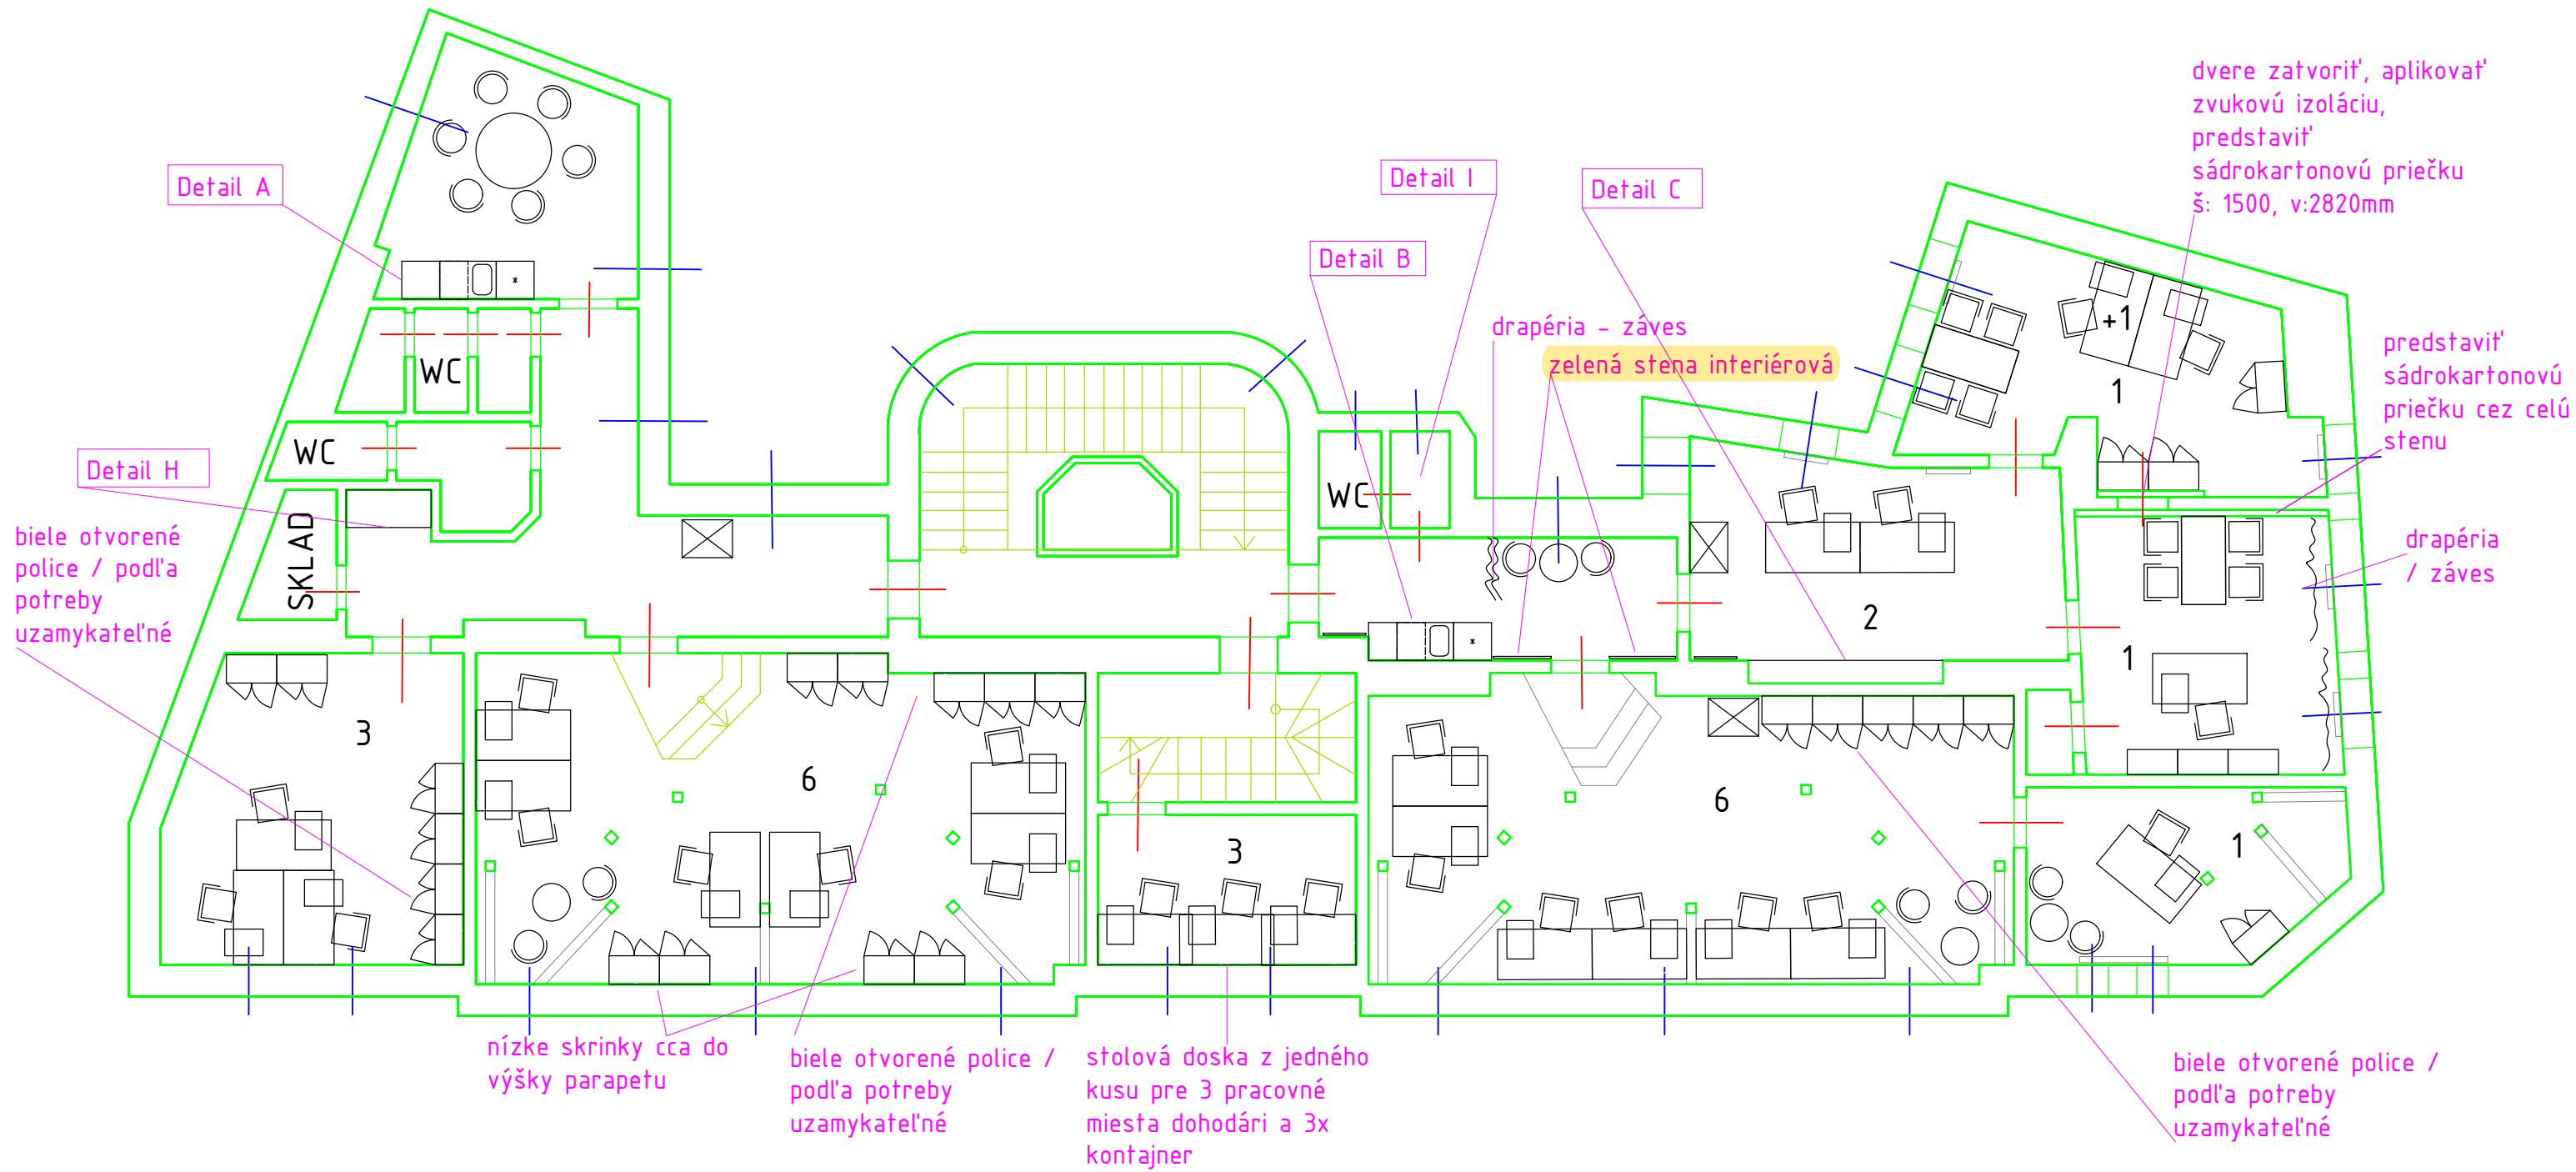 dvere zatvoriť, aplikovať
zvukovú izoláciu,
predstaviť
sádrokartonovú priečku
š: 1500, v:2820mm
Detail A
Detail I
Detail C
Detail B
drapéria - záves
zelená stena interiérová
+1
1
predstaviť
sádrokartonovú
priečku cez celú
stenu
WC
WC
Detail H
WC
SKLAD
biele otvorené
police / podľa
potreby
uzamykateľné
drapéria
/ záves
2
1
3
6
6
3
1
nízke skrinky cca do
výšky parapetu
biele otvorené police /
podľa potreby
uzamykateľné
stolová doska z jedného
kusu pre 3 pracovné
miesta dohodári a 3x
kontajner
biele otvorené police /
podľa potreby
uzamykateľné